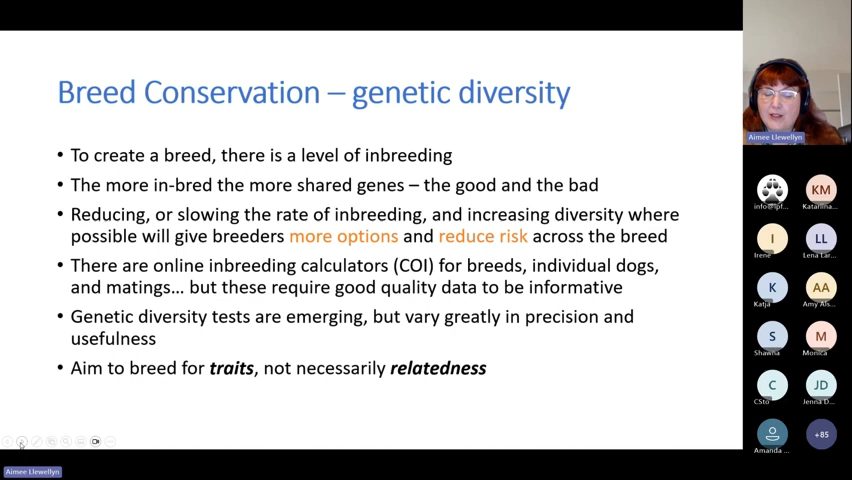 Breed Conservation – genetic diversity
• To create a breed, there is a level of inbreeding
• The more in-bred the more shared genes – the good and the bad
• Reducing, or slowing the rate of inbreeding, and increasing diversity where
possible will give breeders more options and reduce risk across the breed
• There are online inbreeding calculators (COI) for breeds, individual dogs,
and matings… but these require good quality data to be informative
• Genetic diversity tests are emerging, but vary greatly in precision and
usefulness
• Aim to breed for traits, not necessarily relatedness
Aimee Llewellyn
Aimee Llewellyn
info@ipf...
KM
Katariina...
I
Irene
LL
Lena Lar...
K
Katja
AA
Amy Als...
S
Shawna
M
Monica
C
CSto
JD
Jenna D...
Amanda ...
+85